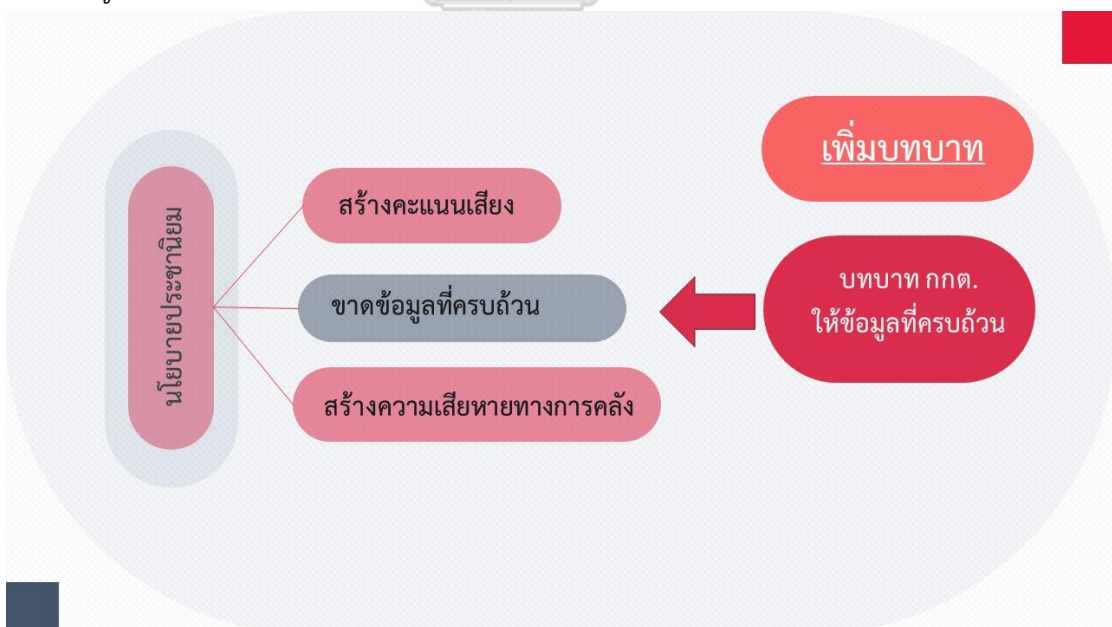 นโยบายประชานิยม
สร้างคะแนนเสียง
ขาดข้อมูลที่ครบถ้วน
สร้างความเสียหายทางการคลัง
เพิ่มบทบาท
บทบาท กกต.
ให้ข้อมูลที่ครบถ้วน